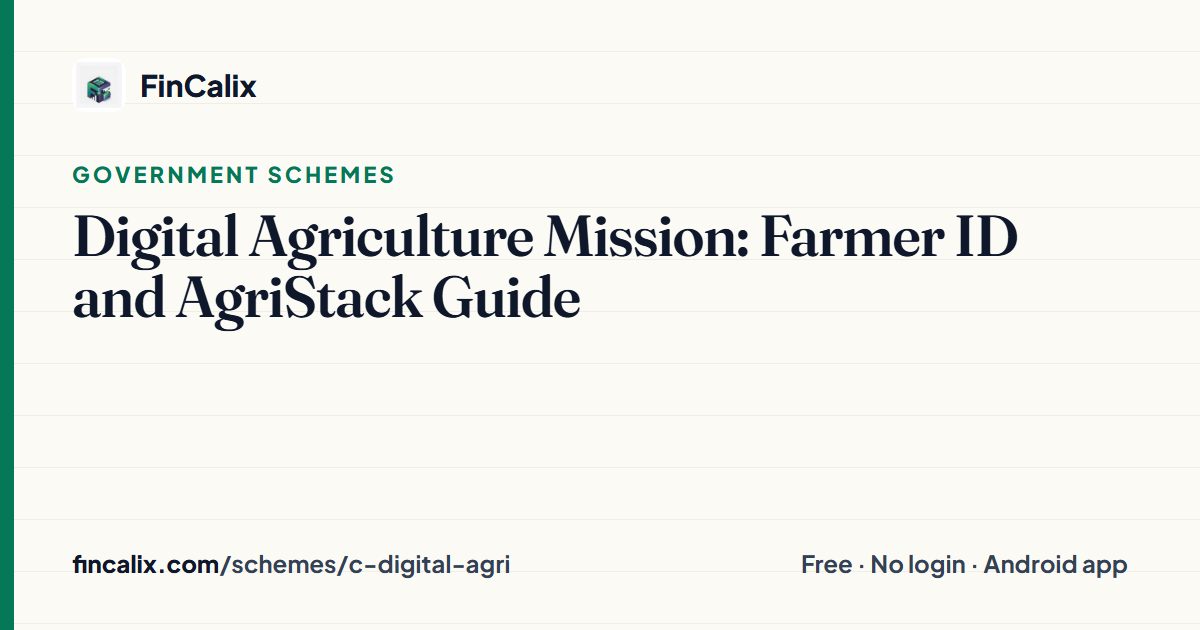 FinCalix
GOVERNMENT SCHEMES
Digital Agriculture Mission: Farmer ID
and AgriStack Guide
fincalix.com/schemes/c-digital-agri
Free · No login · Android app